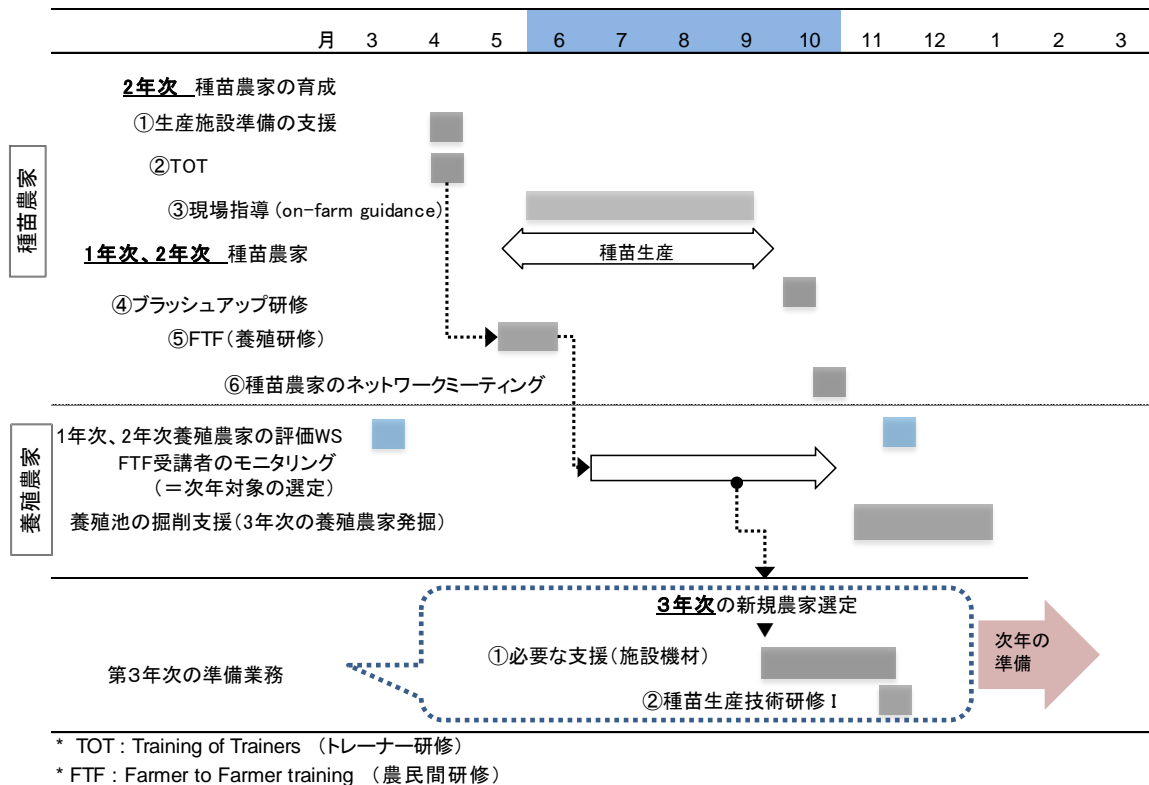 月 3 4 5 6 7 8 9 10 11 12 1 2 3
種苗農家
2年次 種苗農家の育成
①生産施設準備の支援
②TOT
③現場指導(on-farm guidance)
1年次、2年次 種苗農家
種苗生産
④ブラッシュアップ研修
⑤FTF(養殖研修)
⑥種苗農家のネットワークミーティング
養殖農家
1年次、2年次養殖農家の評価WS
FTF受講者のモニタリング
(=次年対象の選定)
養殖池の掘削支援(3年次の養殖農家発掘)
第3年次の準備業務
3年次の新規農家選定
①必要な支援(施設機材)
②種苗生産技術研修 I
次年の
準備
* TOT : Training of Trainers (トレーナー研修)
* FTF : Farmer to Farmer training (農民間研修)